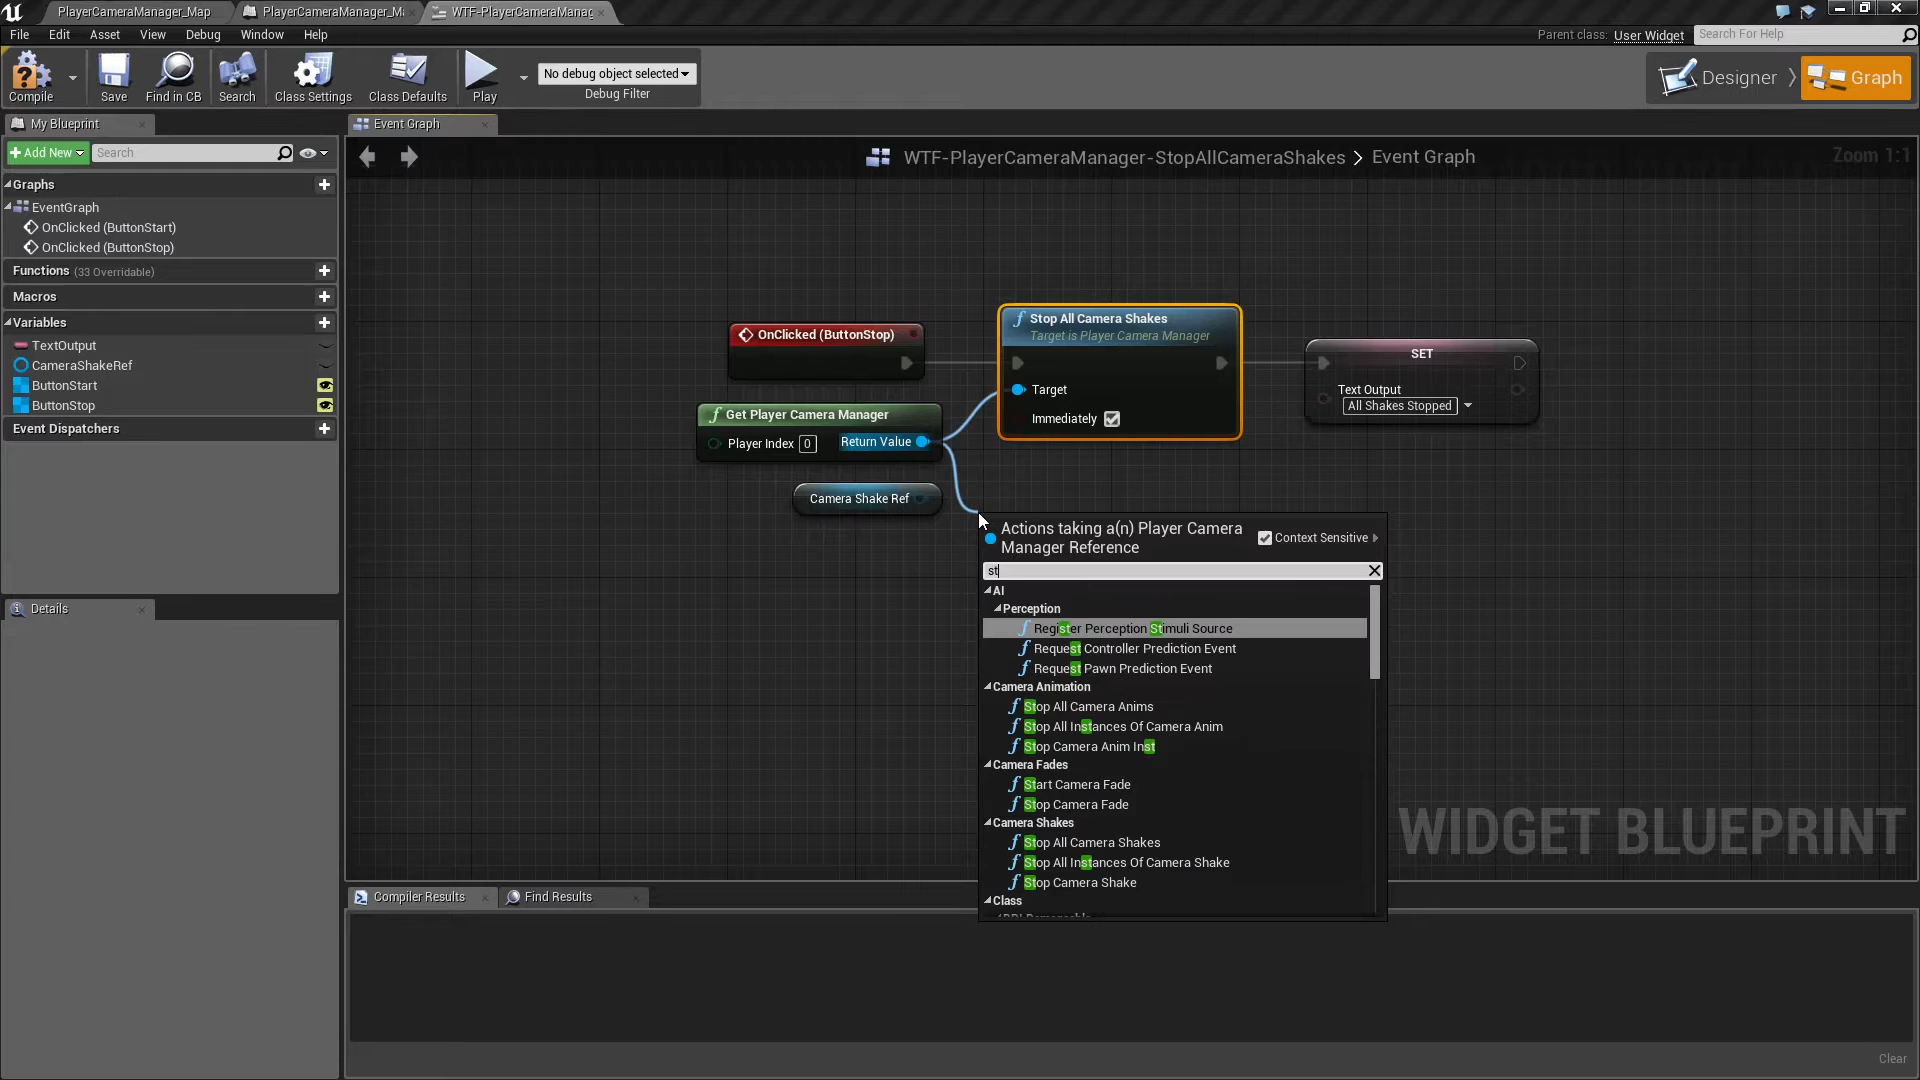 PlayerCameraManager_Map
PlayerCameraManager_M
WTF-PlayerCameraManag
File Edit Asset View Debug Window Help
Parent class: User Widget
Search For Help
Compile
Save
Find in CB
Search
Class Settings
Class Defaults
Play
No debug object selected
Debug Filter
Designer
Graph
My Blueprint
Add New
Search
Graphs
EventGraph
OnClicked (ButtonStart)
OnClicked (ButtonStop)
Functions (33 Overridable)
Macros
Variables
TextOutput
CameraShakeRef
ButtonStart
ButtonStop
Event Dispatchers
Details
Event Graph
WTF-PlayerCameraManager-StopAllCameraShakes > Event Graph
Zoom 1:1
OnClicked (ButtonStop)
Stop All Camera Shakes
Target is Player Camera Manager
Target
Immediately
SET
Text Output
All Shakes Stopped
Get Player Camera Manager
Player Index 0
Return Value
Camera Shake Ref
Actions taking a(n) Player Camera
Manager Reference
Context Sensitive
st
AI
Perception
Register Perception Stimuli Source
Request Controller Prediction Event
Request Pawn Prediction Event
Camera Animation
Stop All Camera Anims
Stop All Instances Of Camera Anim
Stop Camera Anim Inst
Camera Fades
Start Camera Fade
Stop Camera Fade
Camera Shakes
Stop All Camera Shakes
Stop All Instances Of Camera Shake
Stop Camera Shake
Class
WIDGET BLUEPRINT
Compiler Results
Find Results
Clear